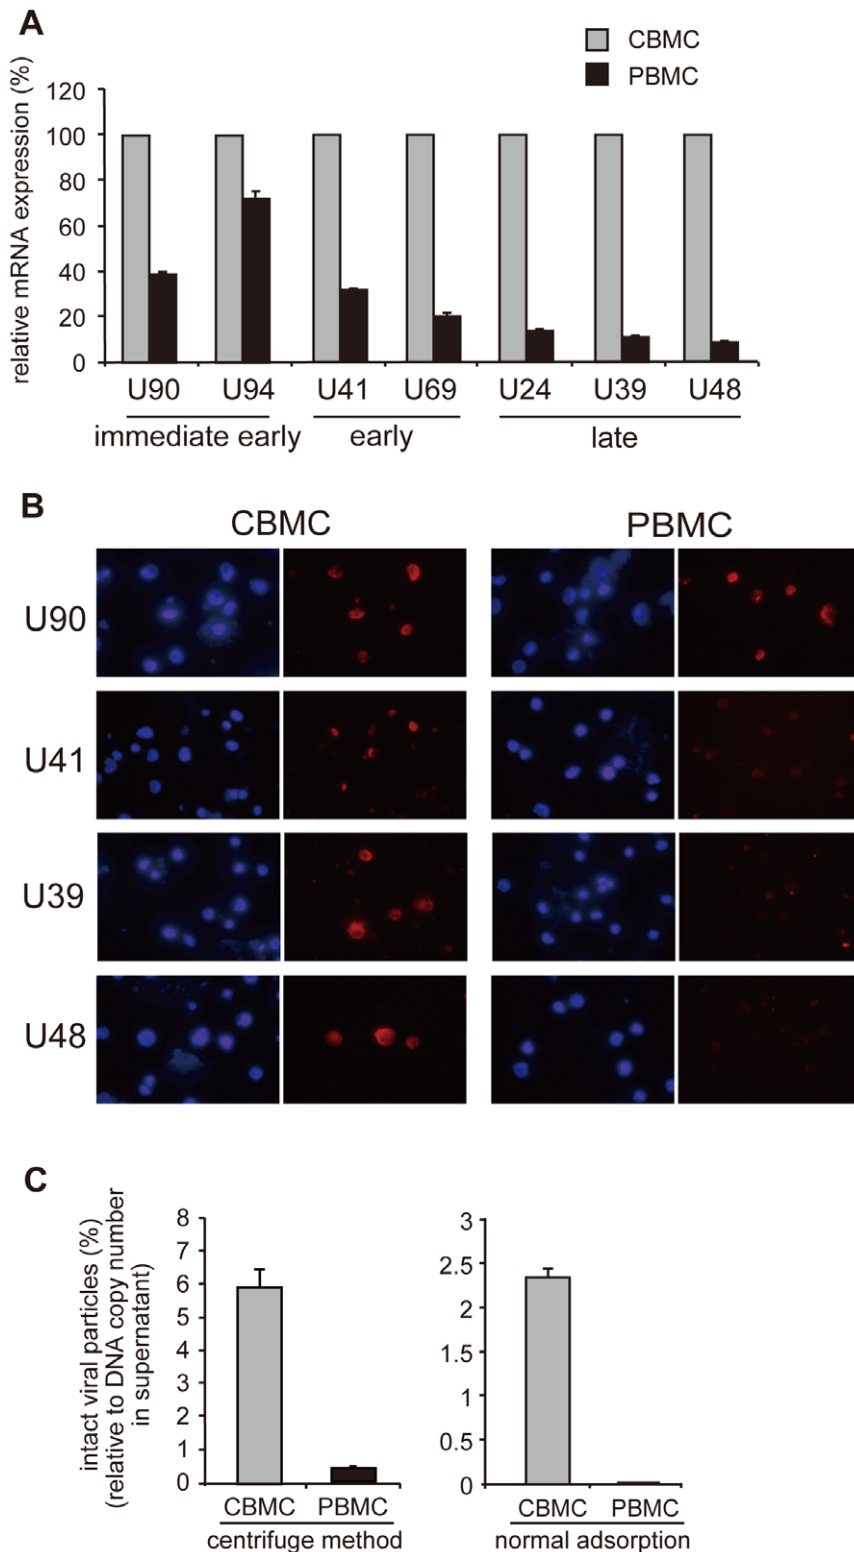 A
CBMC
PBMC
relative mRNA expression (%)
120
100
80
60
40
20
0
U90 U94 U41 U69 U24 U39 U48
immediate early early late
B
CBMC PBMC
U90
U41
U39
U48
C
intact viral particles (%)
(relative to DNA copy number
in supernatant)
8
7
6
5
4
3
2
1
0
CBMC PBMC
centrifuge method
3
2.5
2
1.5
1
0.5
0
CBMC PBMC
normal adsorption